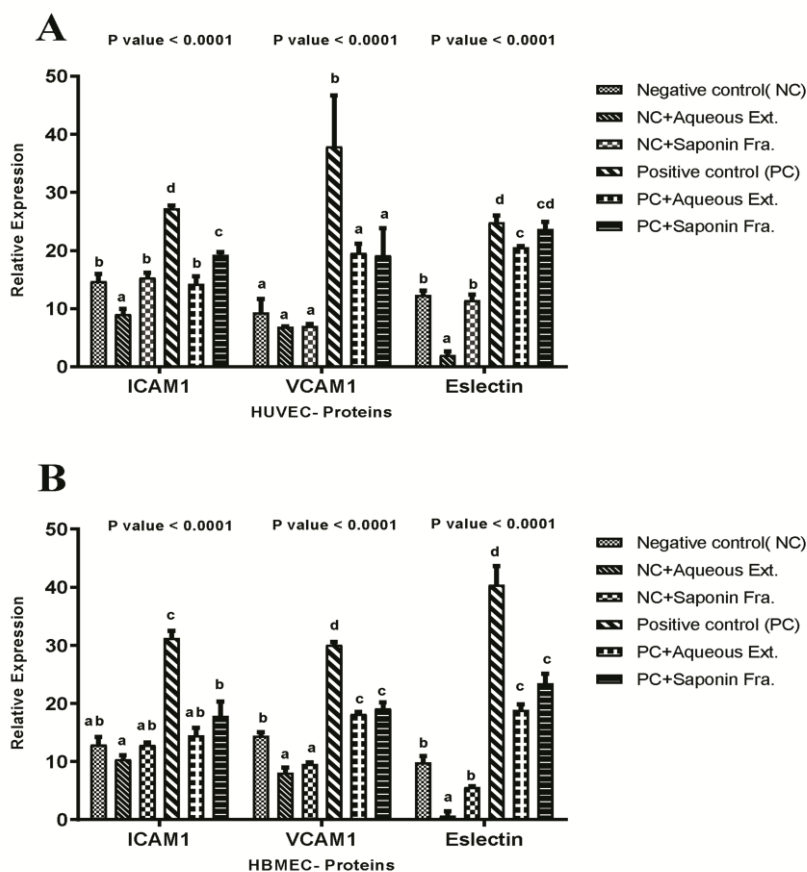 A
P value < 0.0001 P value < 0.0001 P value < 0.0001
50
40
30
20
10
0
Relative Expression
b a b d b c
a a a b a a
b a b d c cd
ICAM1 VCAM1 Eslectin
HUVEC- Proteins
Negative control( NC)
NC+Aqueous Ext.
NC+Saponin Fra.
Positive control (PC)
PC+Aqueous Ext.
PC+Saponin Fra.
B
P value < 0.0001 P value < 0.0001 P value < 0.0001
50
40
30
20
10
0
Relative Expression
ab a ab c ab b
b a a d c c
b a b d c c
ICAM1 VCAM1 Eslectin
HBMEC- Proteins
Negative control( NC)
NC+Aqueous Ext.
NC+Saponin Fra.
Positive control (PC)
PC+Aqueous Ext.
PC+Saponin Fra.